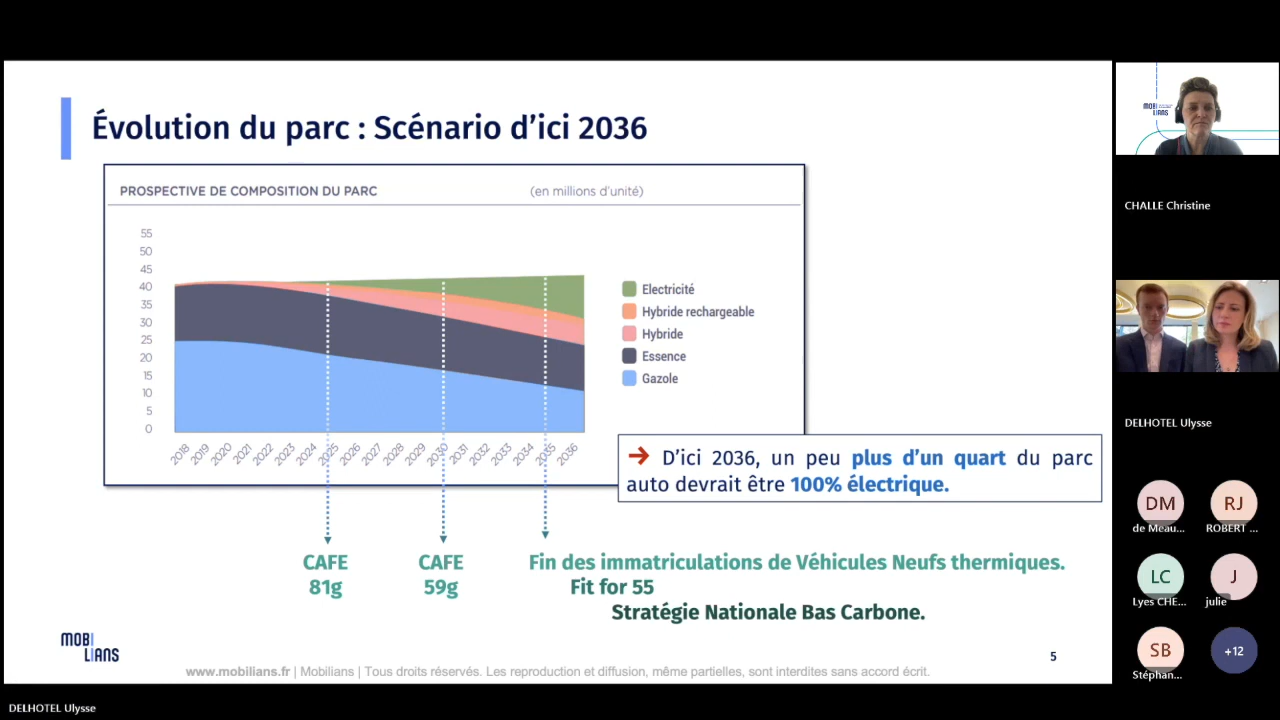 Évolution du parc : Scénario d’ici 2036
PROSPECTIVE DE COMPOSITION DU PARC (en millions d'unité)
55
50
45
40
35
30
25
20
15
10
5
0
2018 2019 2020 2021 2022 2023 2024 2025 2026 2027 2028 2029 2030 2031 2032 2033 2034 2035 2036
Electricité
Hybride rechargeable
Hybride
Essence
Gazole
→ D’ici 2036, un peu plus d’un quart du parc
auto devrait être 100% électrique.
CAFE
81g
CAFE
59g
Fin des immatriculations de Véhicules Neufs thermiques.
Fit for 55
Stratégie Nationale Bas Carbone.
MOBILIANS
www.mobilians.fr | Mobilians | Tous droits réservés. Les reproduction et diffusion, même partielles, sont interdites sans accord écrit.
5
MOBILIANS
CHALLE Christine
DELHOTEL Ulysse
DM
de Meau...
RJ
ROBERT ...
LC
Lyes CHE...
J
julie
SB
Stéphan...
+12
DELHOTEL Ulysse